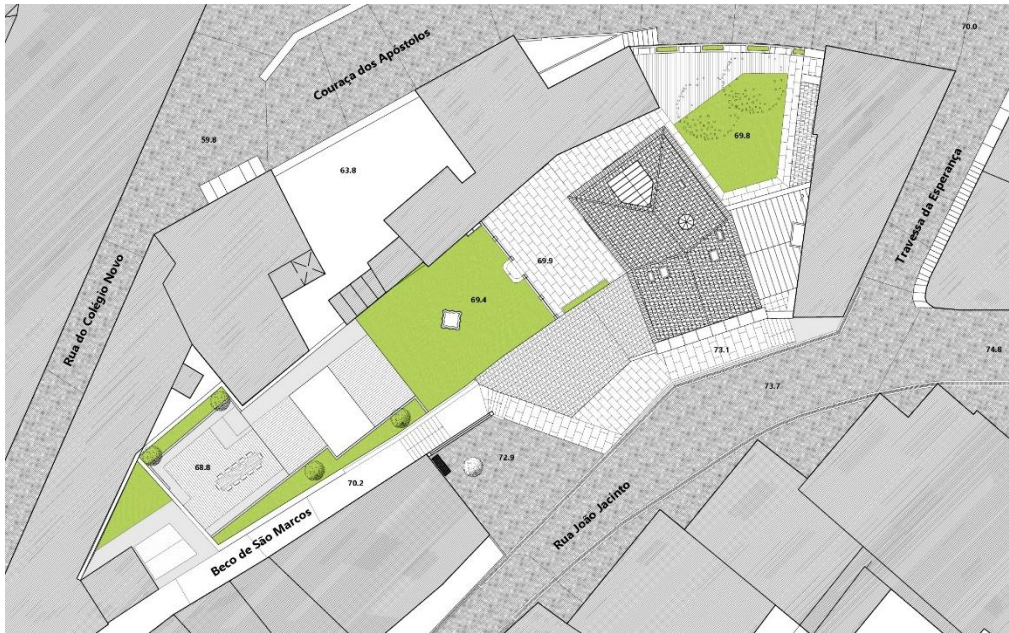 70.0
Couraça dos Apóstolos
59.8
69.8
Travessa da Esperança
63.8
69.9
Rua do Colégio Novo
69.4
73.1
74.8
73.7
72.9
68.8
70.2
Rua João Jacinto
Beco de São Marcos